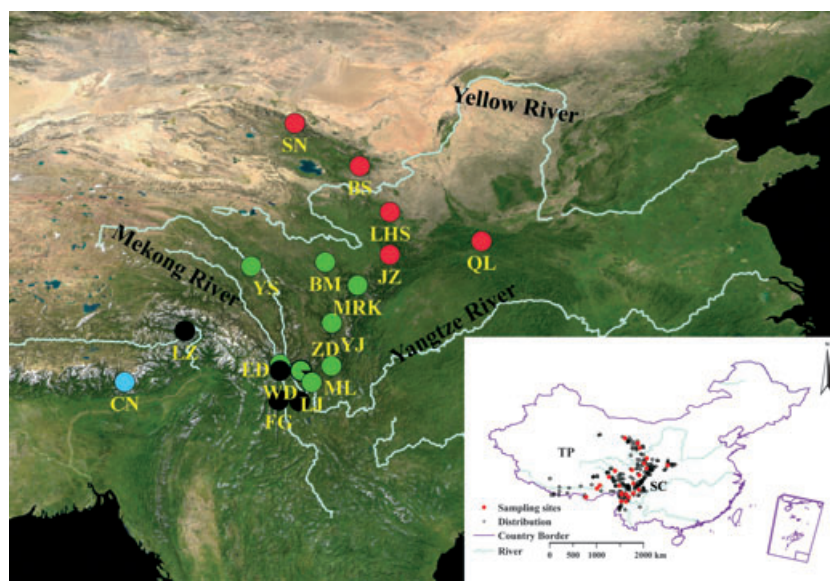 Yellow River
SN
BS
LHS
QL
JZ
Mekong River
YS
BM
MRK
Yangtze River
LZ
ZD
YJ
LD
CN
WD
ML
LJ
FG
TP
SC
Sampling sites
Distribution
Country Border
River
0 500 1000 2000 km